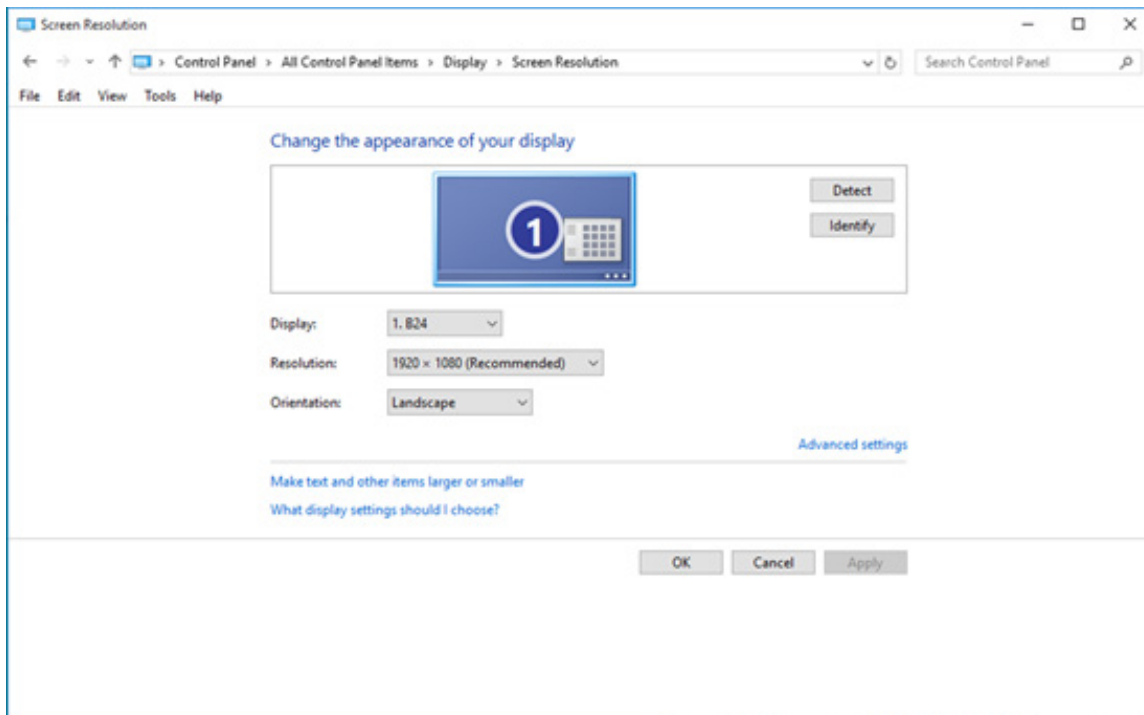 Screen Resolution
Control Panel > All Control Panel Items > Display > Screen Resolution
Search Control Panel
File Edit View Tools Help
Change the appearance of your display
1
Detect
Identify
Display: 1. B24
Resolution: 1920 × 1080 (Recommended)
Orientation: Landscape
Advanced settings
Make text and other items larger or smaller
What display settings should I choose?
OK Cancel Apply